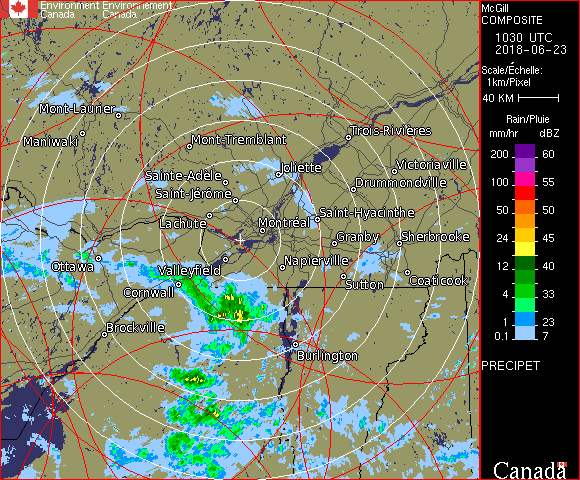 Environment Environnement
Canada Canada
McGill
COMPOSITE
1030 UTC
2018-06-23
Scale/Échelle:
1km/Pixel
40 KM
Rain/Pluie
mm/hr dBZ
200 60
100 55
50 50
24 45
12 40
4 33
1 23
0.1 7
PRECIPET
Canada
Mont-Laurier
Maniwaki
Mont-Tremblant
Trois-Rivières
Joliette
Victoriaville
Sainte-Adèle
Drummondville
Saint-Jérôme
Lachute
Saint-Hyacinthe
Montréal
Granby
Sherbrooke
Ottawa
Valleyfield
Napierville
Cornwall
Sutton
Coaticook
Brockville
Burlington